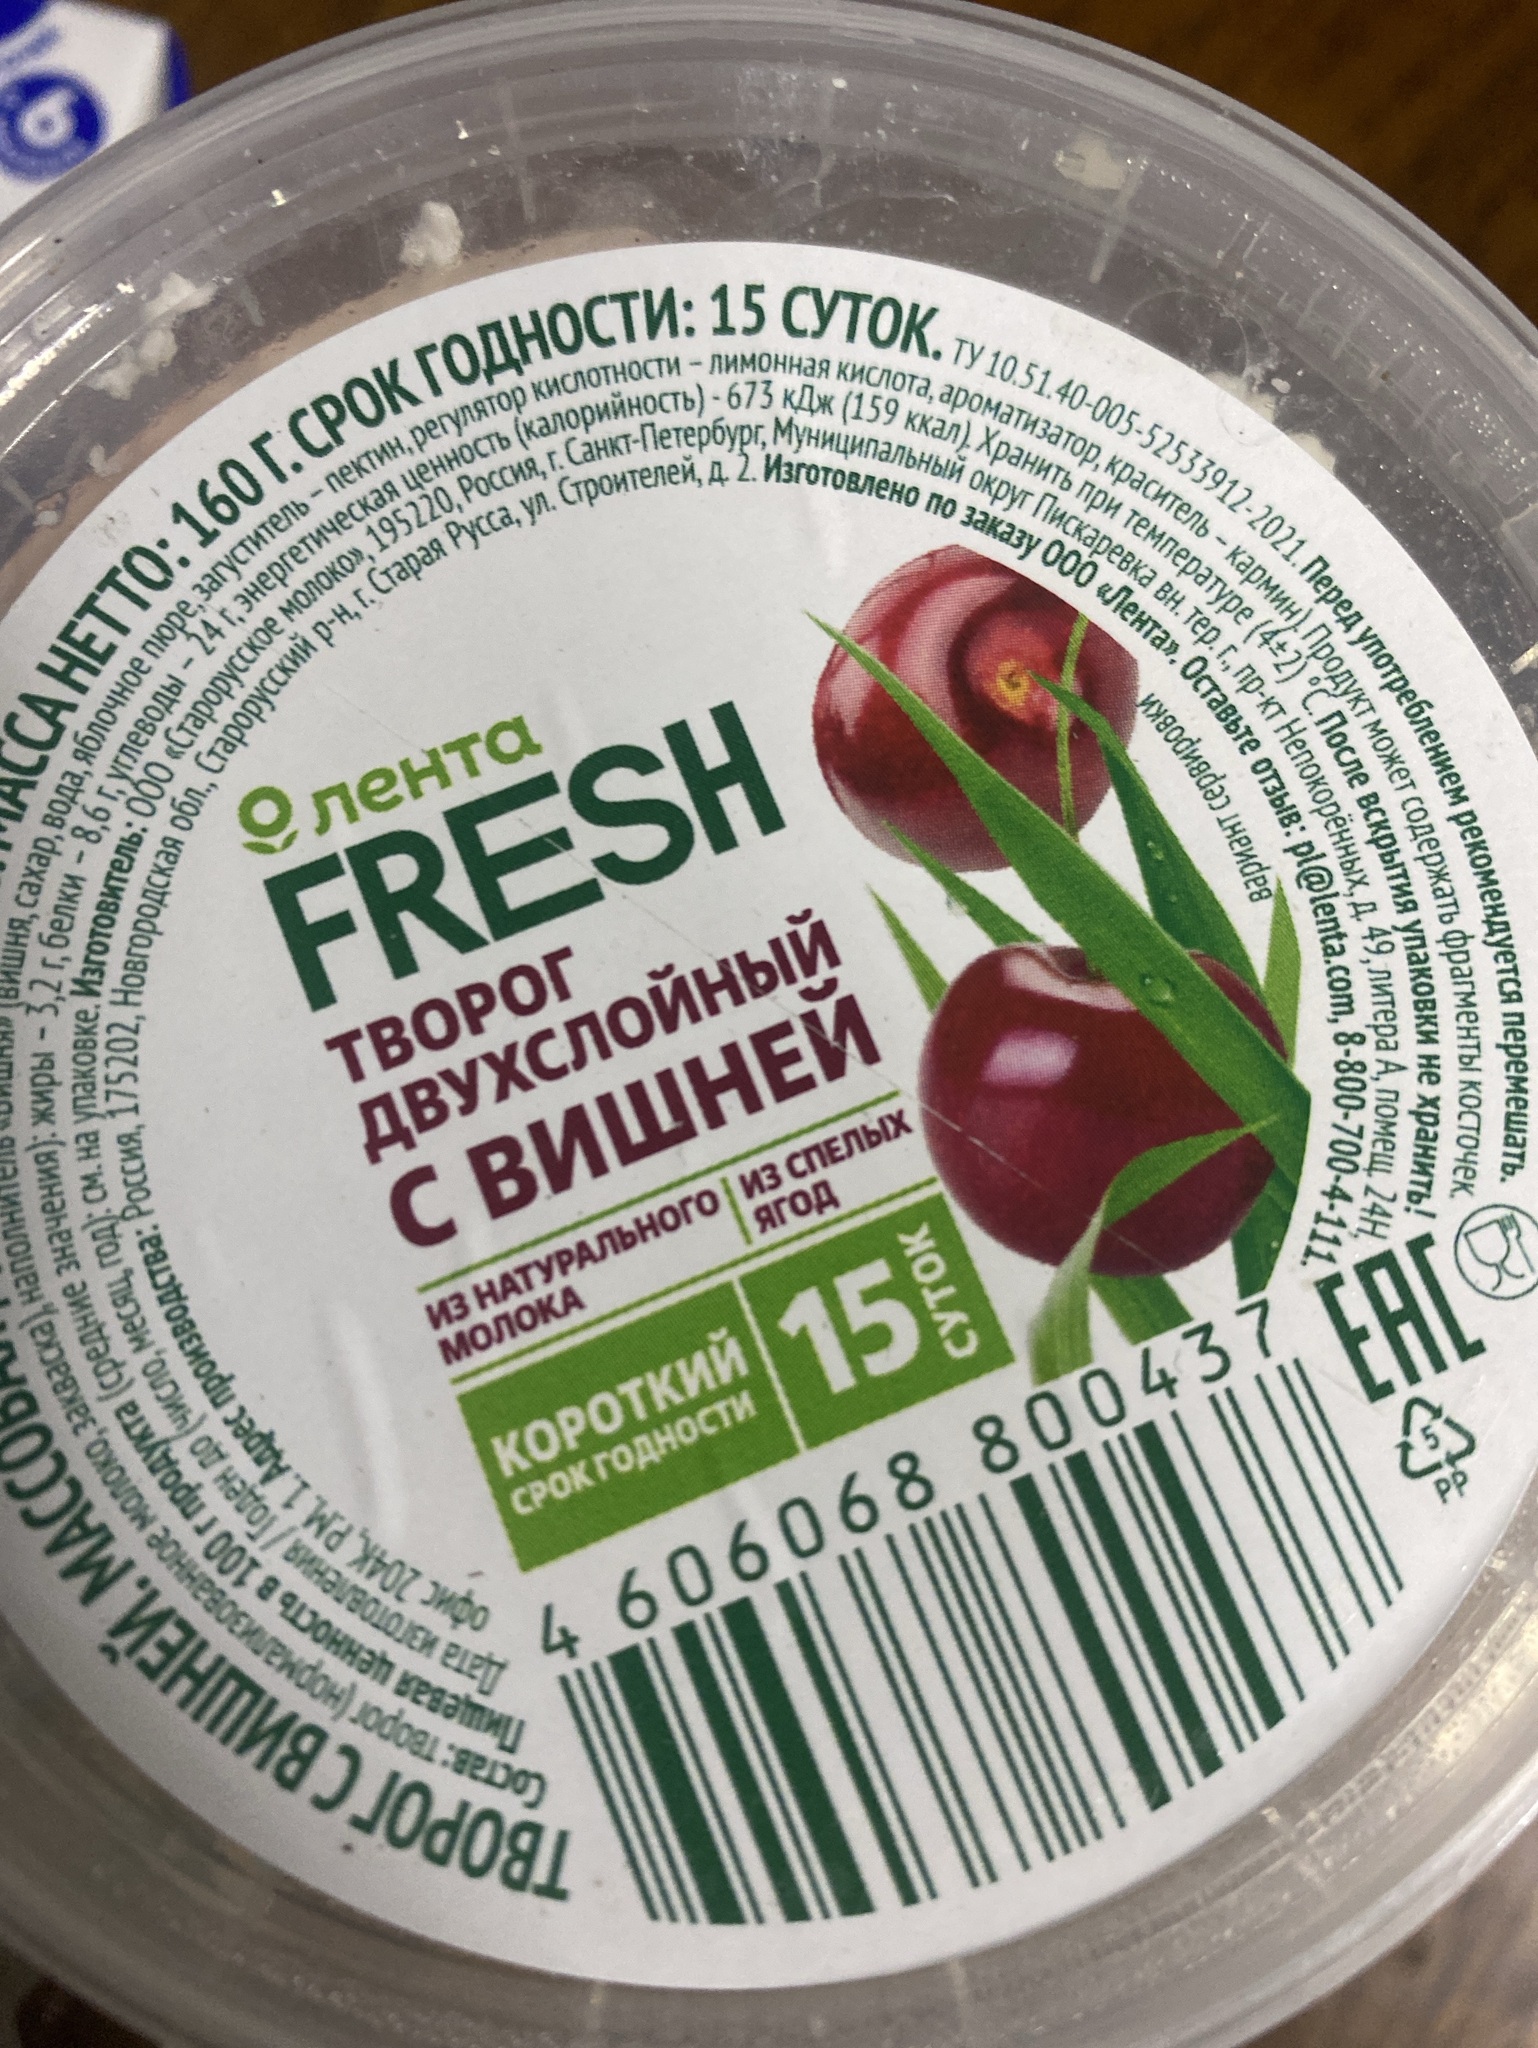 ТВОРОГ С ВИШНЕЙ. МАССОВАЯ МАССА НЕТТО: 160 Г. СРОК ГОДНОСТИ: 15 СУТОК. ТУ 10.51.40-005-52533912-2021. Перед употреблением рекомендуется перемешать.
Состав: творог (нормализованное молоко, закваска), наполнитель «Вишня» (вишня, сахар, вода, яблочное пюре, загуститель – пектин, регулятор кислотности – лимонная кислота, ароматизатор, краситель – кармин). Продукт может содержать фрагменты косточек.
Пищевая ценность в 100 г продукта (средние значения): жиры – 3,2 г, белки – 8,6 г, углеводы – 24 г, энергетическая ценность (калорийность) - 673 кДж (159 ккал). Хранить при температуре (4±2) °С. После вскрытия упаковки не хранить!
Дата изготовления / Годен до (число, месяц, год): см. на упаковке. Изготовитель: ООО «Старорусское молоко», 195220, Россия, г. Санкт-Петербург, Муниципальный округ Пискаревка вн. тер. г., пр-кт Непокорённых, д. 49, литера А, помещ. 24Н,
офис 204К, Р.М. 1. Адрес производства: Россия, 175202, Новгородская обл., Старорусский р-н, г. Старая Русса, ул. Строителей, д. 2. Изготовлено по заказу ООО «Лента». Оставьте отзыв: pl@lenta.com, 8-800-700-4-111.
вариант гравировки
лента
FRESH
ТВОРОГ
ДВУХСЛОЙНЫЙ
С ВИШНЕЙ
ИЗ НАТУРАЛЬНОГО
МОЛОКА
ИЗ СПЕЛЫХ
ЯГОД
КОРОТКИЙ
СРОК ГОДНОСТИ
15
СУТОК
EAC
5
PP
4 606068 800437